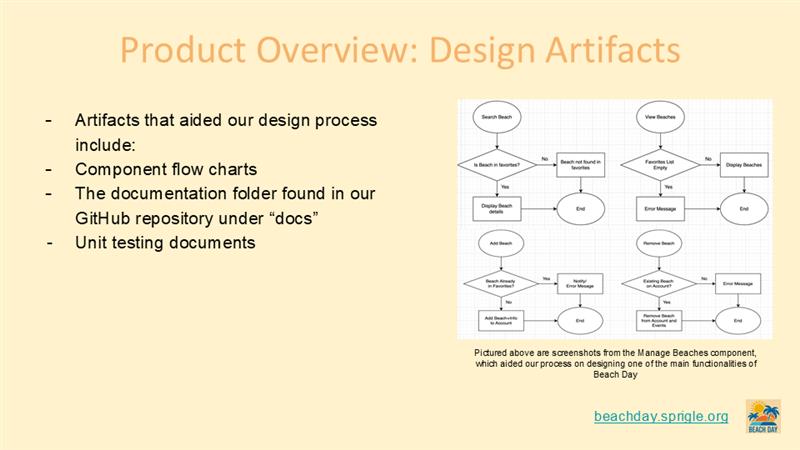 Product Overview: Design Artifacts
- Artifacts that aided our design process
include:
- Component flow charts
- The documentation folder found in our
GitHub repository under “docs”
- Unit testing documents
Search Beach
Is Beach in favorites?
No
Beach not found in
favorites
Yes
Display Beach
details
End
View Beaches
Favorites List
Empty
No
Display Beaches
Yes
Error Message
End
Add Beach
Beach Already
in Favorites?
Yes
Notify/
Error Mesage
No
Add Beach+Info
to Account
End
Remove Beach
Existing Beach
on Account?
No
Error Message
Yes
Remove Beach
from Account and
Events
End
Pictured above are screenshots from the Manage Beaches component,
which aided our process on designing one of the main functionalities of
Beach Day
beachday.sprigle.org
BEACH DAY